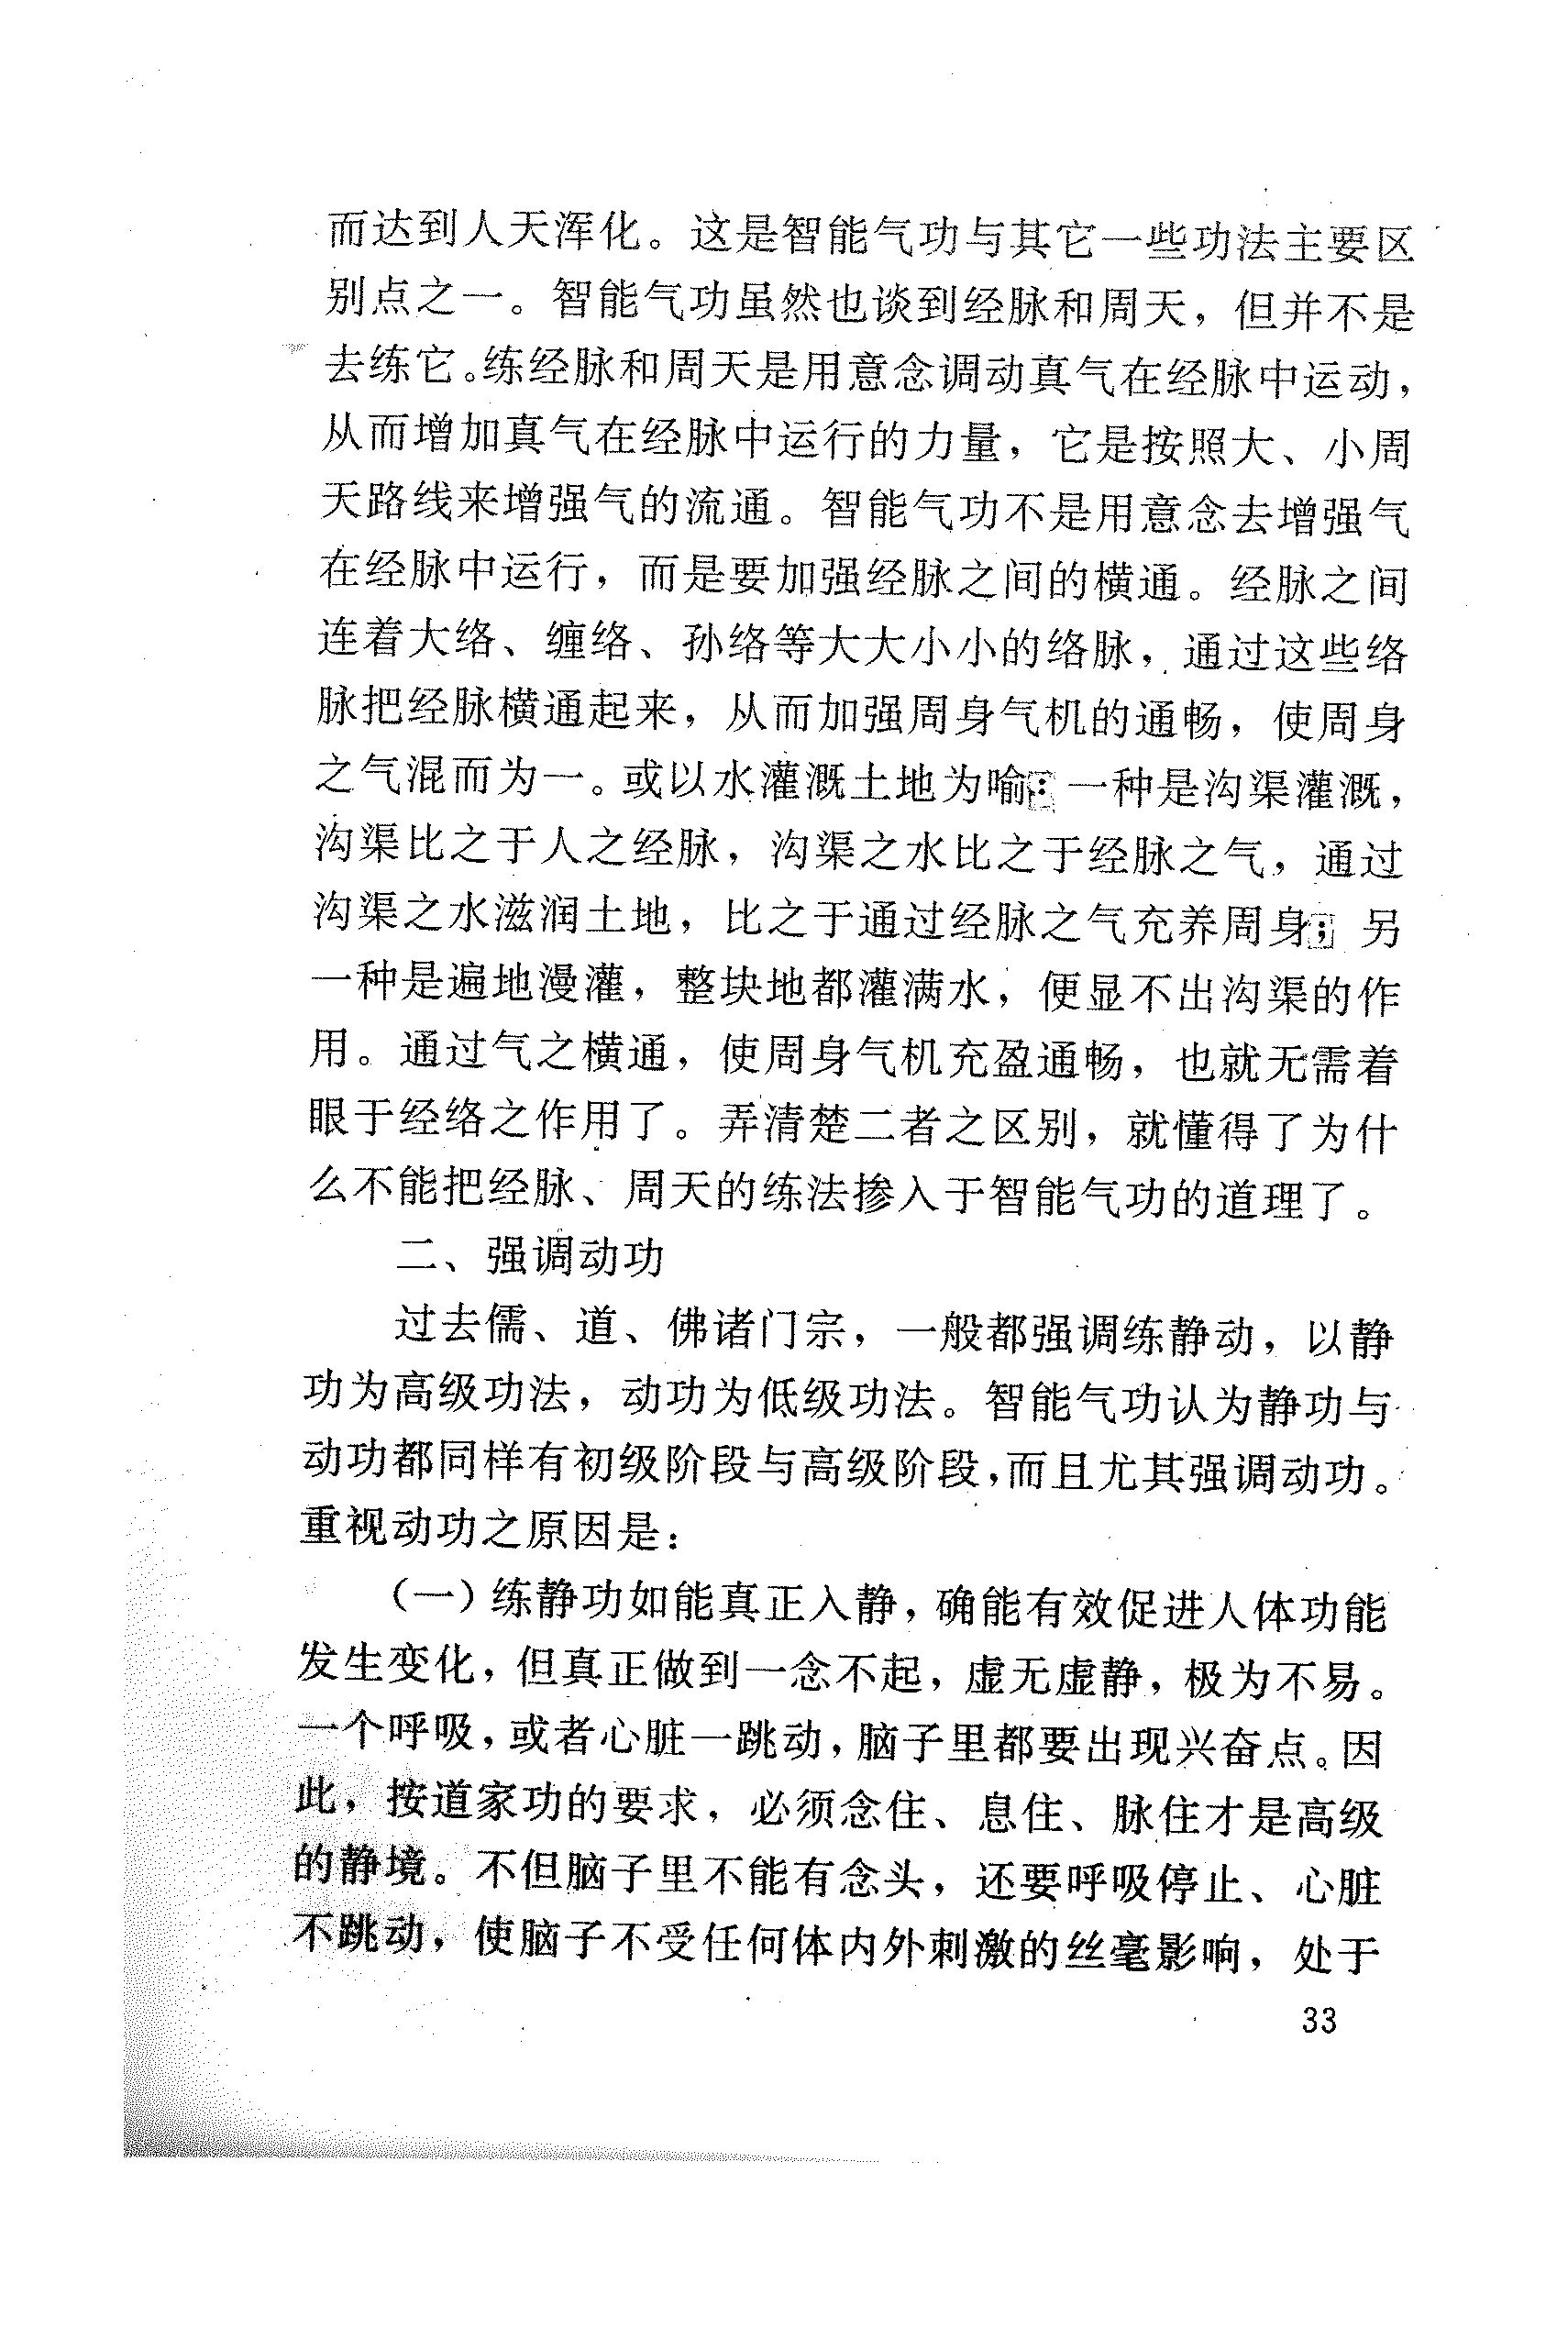 而达到人天浑化。这是智能气功与其它一些功法主要区
别点之一。智能气功虽然也谈到经脉和周天，但并不是
去练它。练经脉和周天是用意念调动真气在经脉中运动，
从而增加真气在经脉中运行的力量，它是按照大、小周
天路线来增强气的流通。智能气功不是用意念去增强气
在经脉中运行，而是要加强经脉之间的横通。经脉之间
连着大络、缠络、孙络等大大小小的络脉，通过这些络
脉把经脉横通起来，从而加强周身气机的通畅，使周身
之气混而为一。或以水灌溉土地为喻：一种是沟渠灌溉，
沟渠比之于人之经脉，沟渠之水比之于经脉之气，通过
沟渠之水滋润土地，比之于通过经脉之气充养周身；另
一种是遍地漫灌，整块地都灌满水，便显不出沟渠的作
用。通过气之横通，使周身气机充盈通畅，也就无需着
眼于经络之作用了。弄清楚二者之区别，就懂得了为什
么不能把经脉、周天的练法掺入于智能气功的道理了。
二、强调动功
过去儒、道、佛诸门宗，一般都强调练静动，以静
功为高级功法，动功为低级功法。智能气功认为静功与
动功都同样有初级阶段与高级阶段，而且尤其强调动功。
重视动功之原因是：
（一）练静功如能真正入静，确能有效促进人体功能
发生变化，但真正做到一念不起，虚无虚静，极为不易。
一个呼吸，或者心脏一跳动，脑子里都要出现兴奋点。因
此，按道家功的要求，必须念住、息住、脉住才是高级
的静境。不但脑子里不能有念头，还要呼吸停止、心脏
不跳动，使脑子不受任何体内外刺激的丝毫影响，处于
33